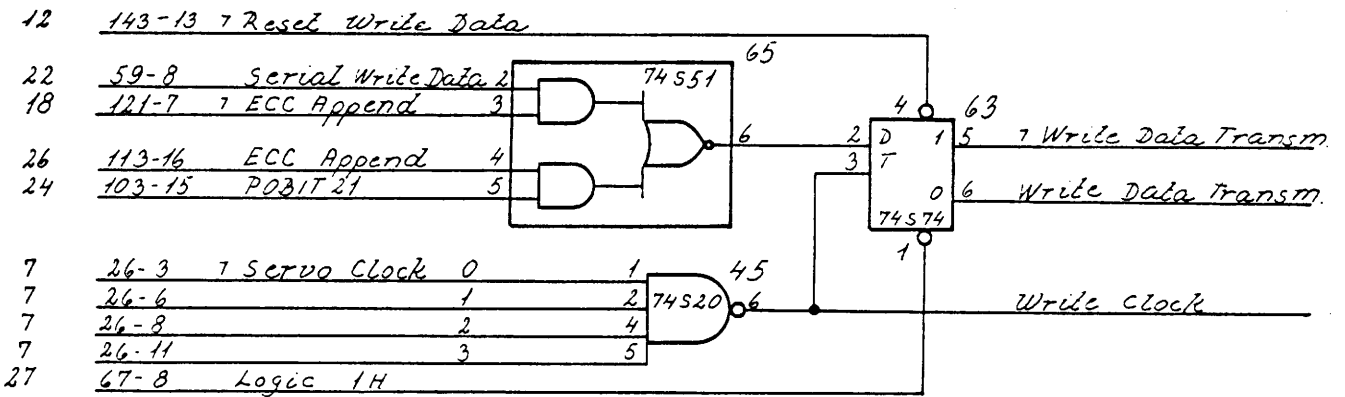 12 143-13 ¬ Reset Write Data
65
22 59-8 Serial Write Data 2 74S51
18 121-7 ¬ ECC Append 3
4 63
6 2 D 1 5 ¬ Write Data Transm.
26 113-16 ECC Append 4 3 T
24 103-15 POBIT 21 5
0 6 Write Data Transm.
74S74
1
7 26-3 ¬ Servo Clock 0 1 45
7 26-6 1 2 74S20 6 Write Clock
7 26-8 2 4
7 26-11 3 5
27 67-8 Logic 1H